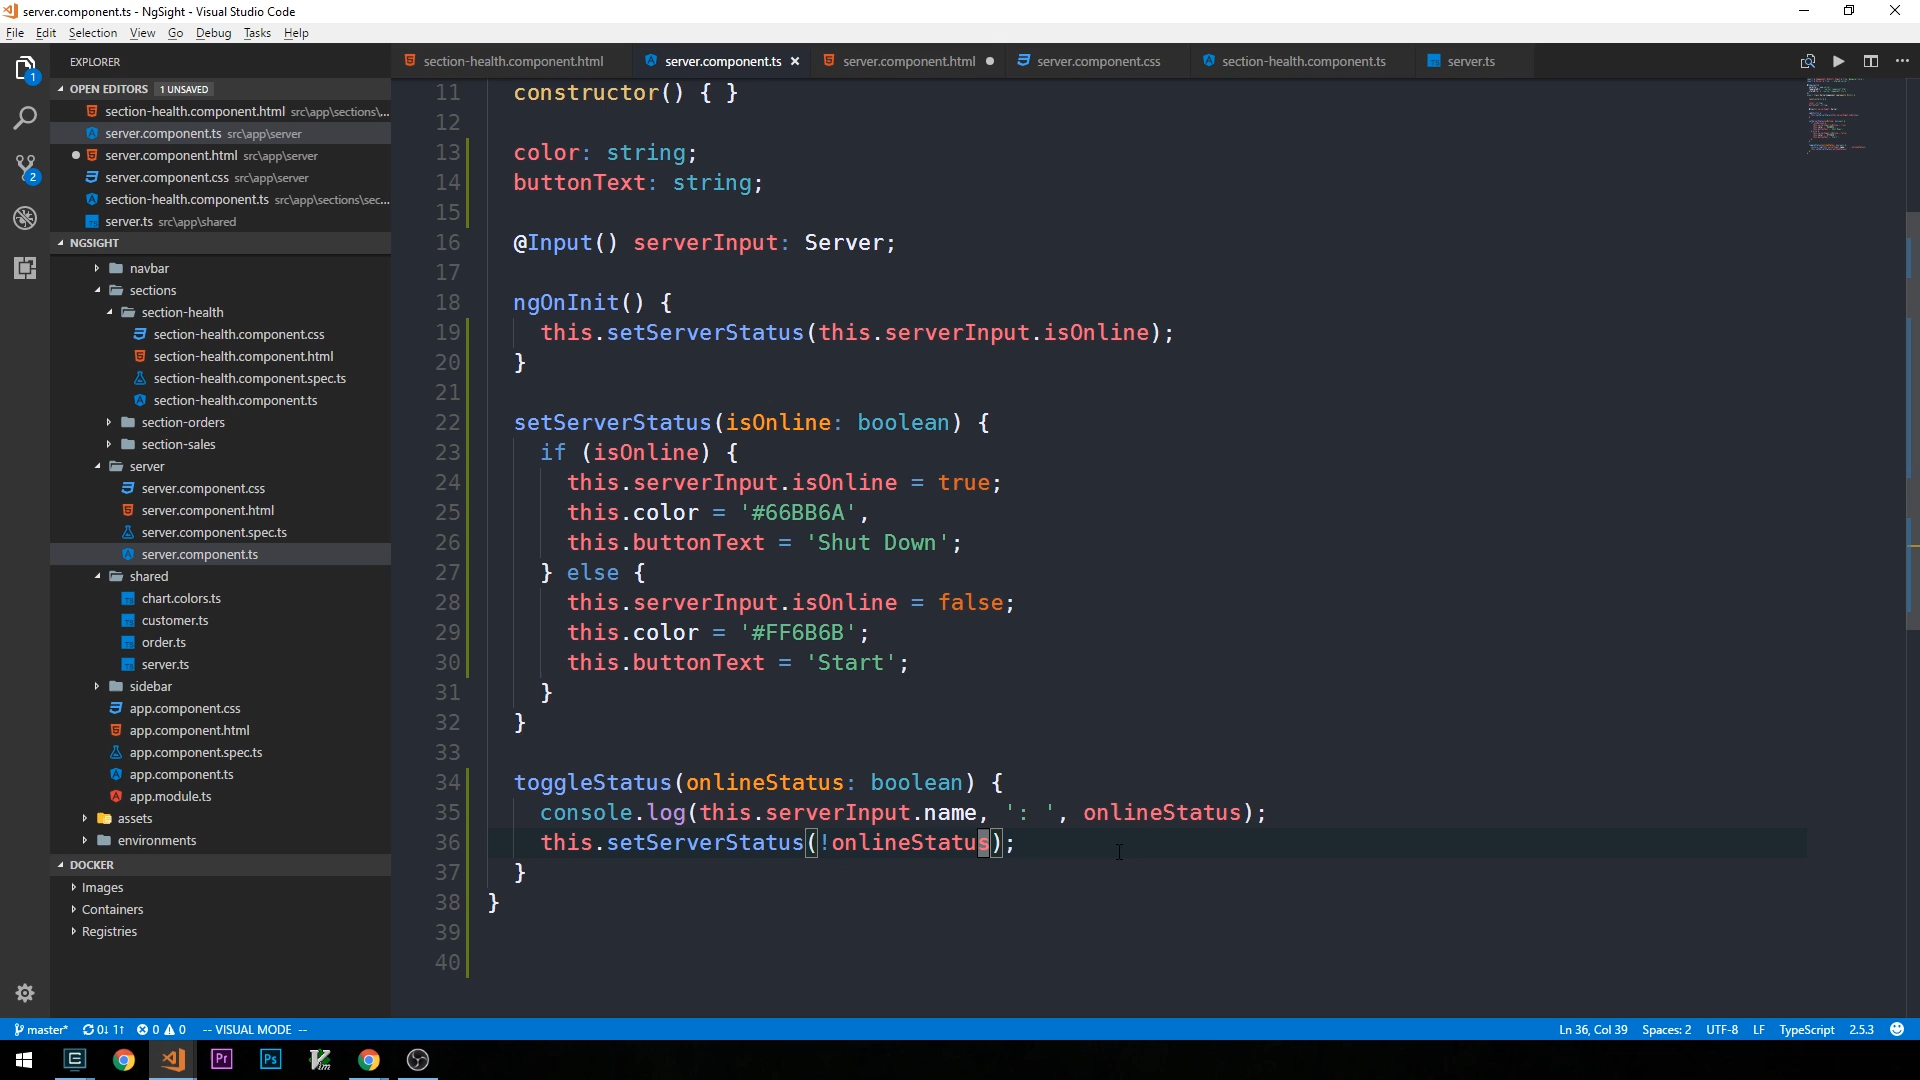 server.component.ts - NgSight - Visual Studio Code
File Edit Selection View Go Debug Tasks Help
EXPLORER
section-health.component.html
server.component.ts
server.component.html
server.component.css
section-health.component.ts
server.ts
OPEN EDITORS 1 UNSAVED
section-health.component.html src\app\sections\...
server.component.ts src\app\server
server.component.html src\app\server
server.component.css src\app\server
section-health.component.ts src\app\sections\sec...
server.ts src\app\shared
NGSIGHT
navbar
sections
section-health
section-health.component.css
section-health.component.html
section-health.component.spec.ts
section-health.component.ts
section-orders
section-sales
server
server.component.css
server.component.html
server.component.spec.ts
server.component.ts
shared
chart.colors.ts
customer.ts
order.ts
server.ts
sidebar
app.component.css
app.component.html
app.component.spec.ts
app.component.ts
app.module.ts
assets
environments
DOCKER
Images
Containers
Registries
1
2
11 constructor() { }
12
13 color: string;
14 buttonText: string;
15
16 @Input() serverInput: Server;
17
18 ngOnInit() {
19 this.setServerStatus(this.serverInput.isOnline);
20 }
21
22 setServerStatus(isOnline: boolean) {
23 if (isOnline) {
24 this.serverInput.isOnline = true;
25 this.color = '#66BB6A',
26 this.buttonText = 'Shut Down';
27 } else {
28 this.serverInput.isOnline = false;
29 this.color = '#FF6B6B';
30 this.buttonText = 'Start';
31 }
32 }
33
34 toggleStatus(onlineStatus: boolean) {
35 console.log(this.serverInput.name, ': ', onlineStatus);
36 this.setServerStatus(!onlineStatus);
37 }
38 }
39
40
master* 0↓ 1↑ 0 0 -- VISUAL MODE --
Ln 36, Col 39 Spaces: 2 UTF-8 LF TypeScript 2.5.3
Pr Ps Vim